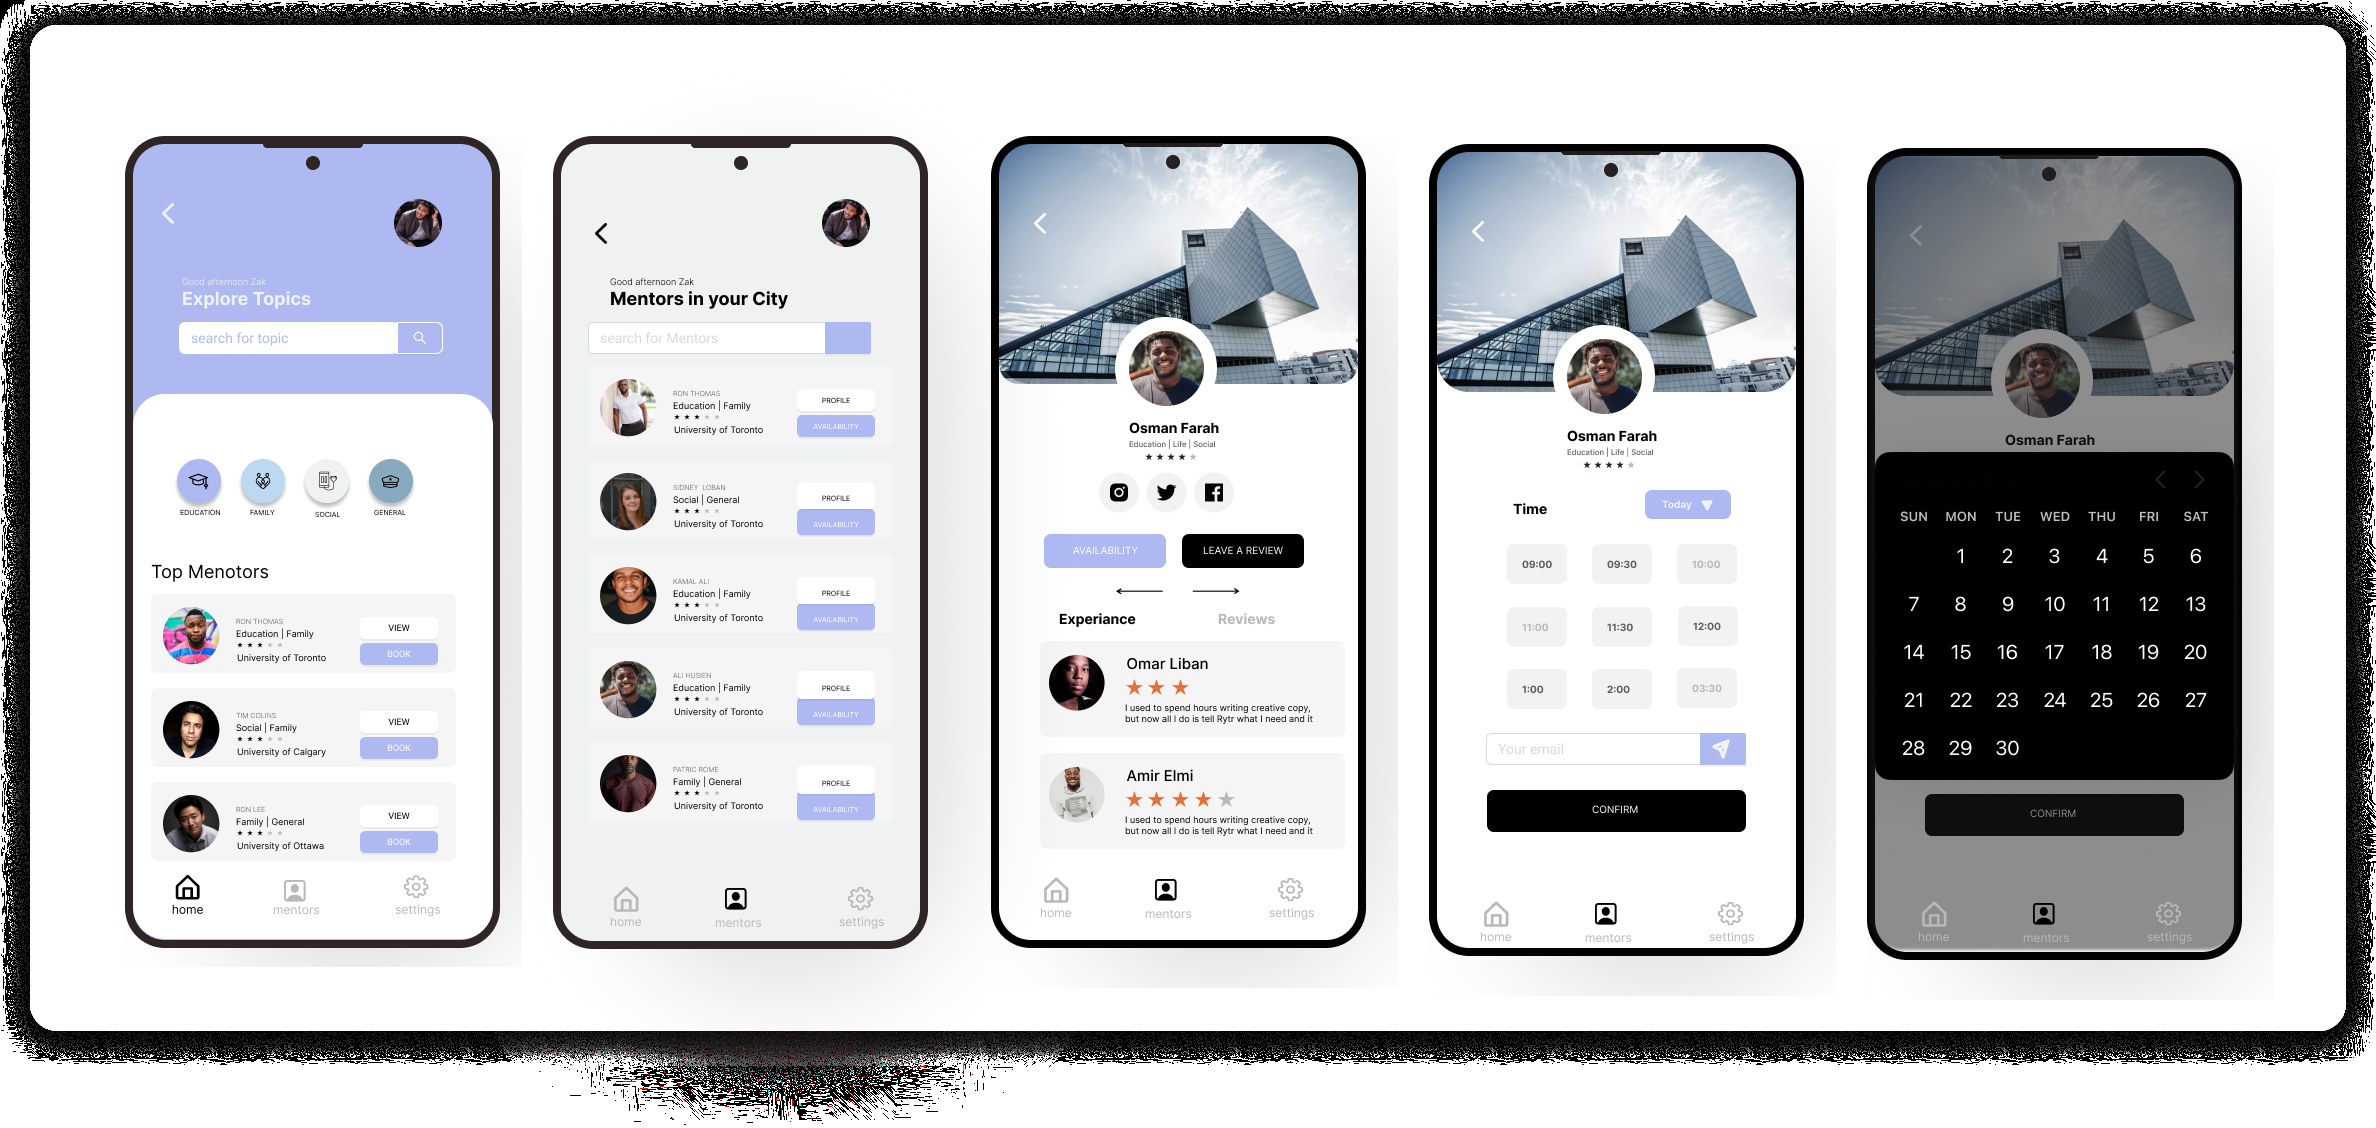 Good afternoon Zak
Explore Topics
search for topic
EDUCATION
FAMILY
SOCIAL
GENERAL
Top Menotors
RON THOMAS
Education | Family
University of Toronto
VIEW
BOOK
TIM COLINS
Social | Family
University of Calgary
VIEW
BOOK
RON LEE
Family | General
University of Ottawa
VIEW
BOOK
home
mentors
settings
Good afternoon Zak
Mentors in your City
search for Mentors
RON THOMAS
Education | Family
University of Toronto
PROFILE
AVAILABILITY
SIDNEY LOBAN
Social | General
University of Toronto
PROFILE
AVAILABILITY
KAMAL ALI
Education | Family
University of Toronto
PROFILE
AVAILABILITY
ALI HUSIEN
Education | Family
University of Toronto
PROFILE
AVAILABILITY
PATRIC ROME
Family | General
University of Toronto
PROFILE
AVAILABILITY
home
mentors
settings
Osman Farah
Education | Life | Social
AVAILABILITY
LEAVE A REVIEW
Experiance
Reviews
Omar Liban
I used to spend hours writing creative copy,
but now all I do is tell Rytr what I need and it
Amir Elmi
I used to spend hours writing creative copy,
but now all I do is tell Rytr what I need and it
home
mentors
settings
Osman Farah
Education | Life | Social
Time
Today
09:00 09:30 10:00
11:00 11:30 12:00
1:00 2:00 03:30
Your email
CONFIRM
home
mentors
settings
Osman Farah
SUN MON TUE WED THU FRI SAT
1 2 3 4 5 6
7 8 9 10 11 12 13
14 15 16 17 18 19 20
21 22 23 24 25 26 27
28 29 30
CONFIRM
home
mentors
settings